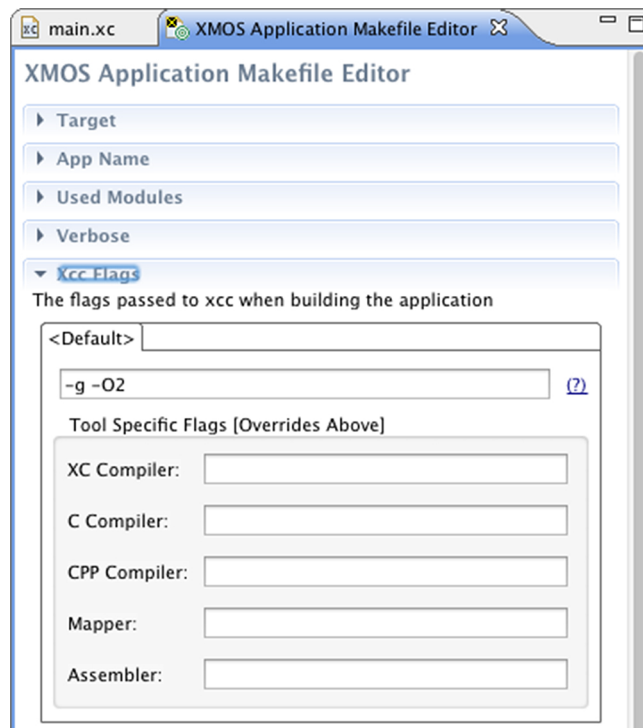 main.xc XMOS Application Makefile Editor
XMOS Application Makefile Editor
Target
App Name
Used Modules
Verbose
Xcc Flags
The flags passed to xcc when building the application
<Default>
-g -O2 (?)
Tool Specific Flags [Overrides Above]
XC Compiler:
C Compiler:
CPP Compiler:
Mapper:
Assembler: